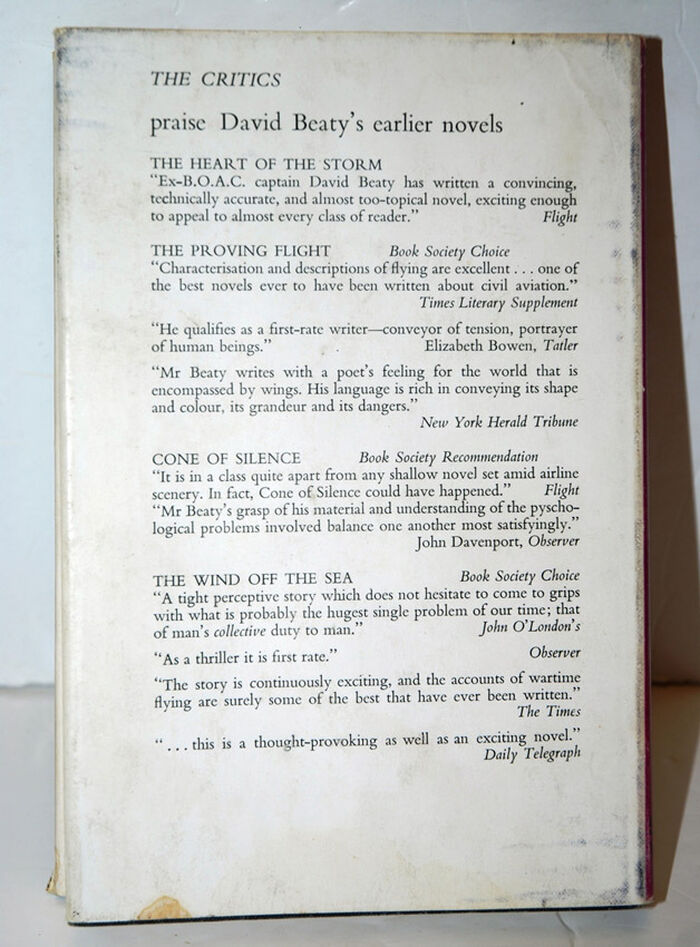 THE CRITICS
praise David Beaty's earlier novels
THE HEART OF THE STORM
"Ex-B.O.A.C. captain David Beaty has written a convincing,
technically accurate, and almost too-topical novel, exciting enough
to appeal to almost every class of reader." Flight
THE PROVING FLIGHT Book Society Choice
"Characterisation and descriptions of flying are excellent . . . one of
the best novels ever to have been written about civil aviation."
Times Literary Supplement
"He qualifies as a first-rate writer—conveyor of tension, portrayer
of human beings." Elizabeth Bowen, Tatler
"Mr Beaty writes with a poet's feeling for the world that is
encompassed by wings. His language is rich in conveying its shape
and colour, its grandeur and its dangers."
New York Herald Tribune
CONE OF SILENCE Book Society Recommendation
"It is in a class quite apart from any shallow novel set amid airline
scenery. In fact, Cone of Silence could have happened." Flight
"Mr Beaty's grasp of his material and understanding of the pyscho-
logical problems involved balance one another most satisfyingly."
John Davenport, Observer
THE WIND OFF THE SEA Book Society Choice
"A tight perceptive story which does not hesitate to come to grips
with what is probably the hugest single problem of our time; that
of man's collective duty to man." John O'London's
"As a thriller it is first rate." Observer
"The story is continuously exciting, and the accounts of wartime
flying are surely some of the best that have ever been written."
The Times
". . . this is a thought-provoking as well as an exciting novel."
Daily Telegraph